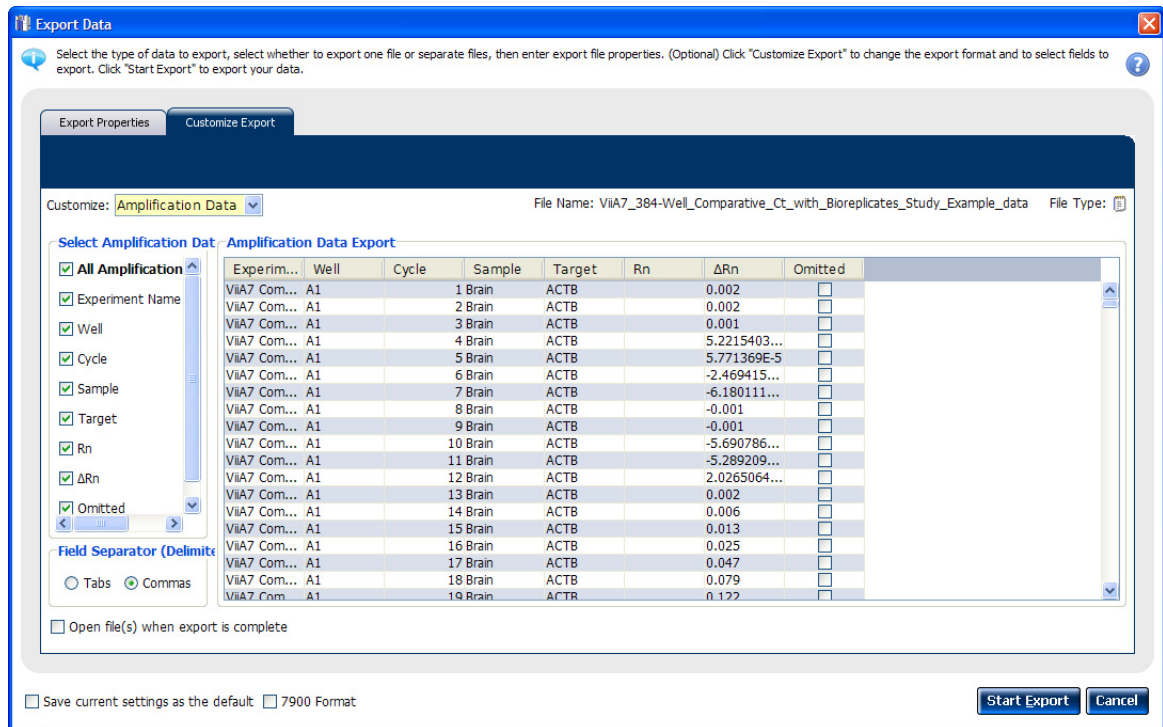 Export Data
Select the type of data to export, select whether to export one file or separate files, then enter export file properties. (Optional) Click "Customize Export" to change the export format and to select fields to
export. Click "Start Export" to export your data.
Export Properties Customize Export
Customize: Amplification Data File Name: ViiA7_384-Well_Comparative_Ct_with_Bioreplicates_Study_Example_data File Type:
Select Amplification Dat Amplification Data Export
All Amplification
Experiment Name
Well
Cycle
Sample
Target
Rn
ΔRn
Omitted
Field Separator (Delimite
Tabs Commas
Experim... Well Cycle Sample Target Rn ΔRn Omitted
ViiA7 Com... A1 1 Brain ACTB 0.002
ViiA7 Com... A1 2 Brain ACTB 0.002
ViiA7 Com... A1 3 Brain ACTB 0.001
ViiA7 Com... A1 4 Brain ACTB 5.2215403...
ViiA7 Com... A1 5 Brain ACTB 5.771369E-5
ViiA7 Com... A1 6 Brain ACTB -2.469415...
ViiA7 Com... A1 7 Brain ACTB -6.180111...
ViiA7 Com... A1 8 Brain ACTB -0.001
ViiA7 Com... A1 9 Brain ACTB -0.001
ViiA7 Com... A1 10 Brain ACTB -5.690786...
ViiA7 Com... A1 11 Brain ACTB -5.289209...
ViiA7 Com... A1 12 Brain ACTB 2.0265064...
ViiA7 Com... A1 13 Brain ACTB 0.002
ViiA7 Com... A1 14 Brain ACTB 0.006
ViiA7 Com... A1 15 Brain ACTB 0.013
ViiA7 Com... A1 16 Brain ACTB 0.025
ViiA7 Com... A1 17 Brain ACTB 0.047
ViiA7 Com... A1 18 Brain ACTB 0.079
ViiA7 Com A1 19 Brain ACTB 0.122
Open file(s) when export is complete
Save current settings as the default 7900 Format Start Export Cancel